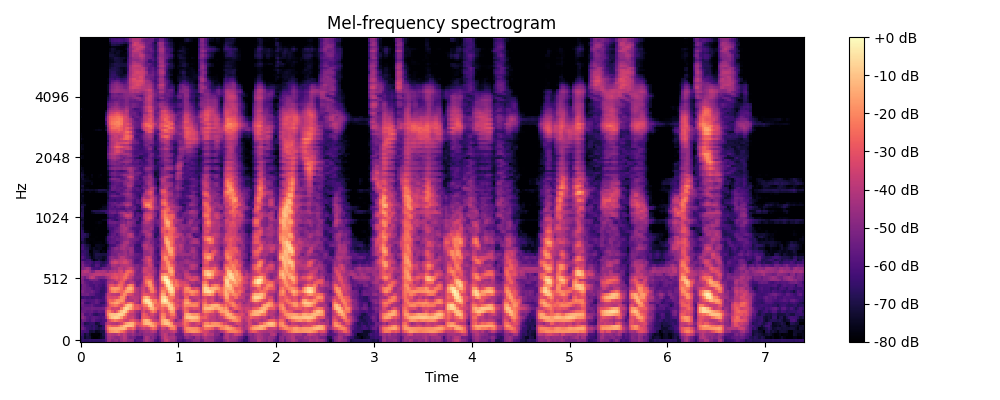 Mel-frequency spectrogram
Hz
4096
2048
1024
512
0
0 1 2 3 4 5 6 7
Time
+0 dB
-10 dB
-20 dB
-30 dB
-40 dB
-50 dB
-60 dB
-70 dB
-80 dB